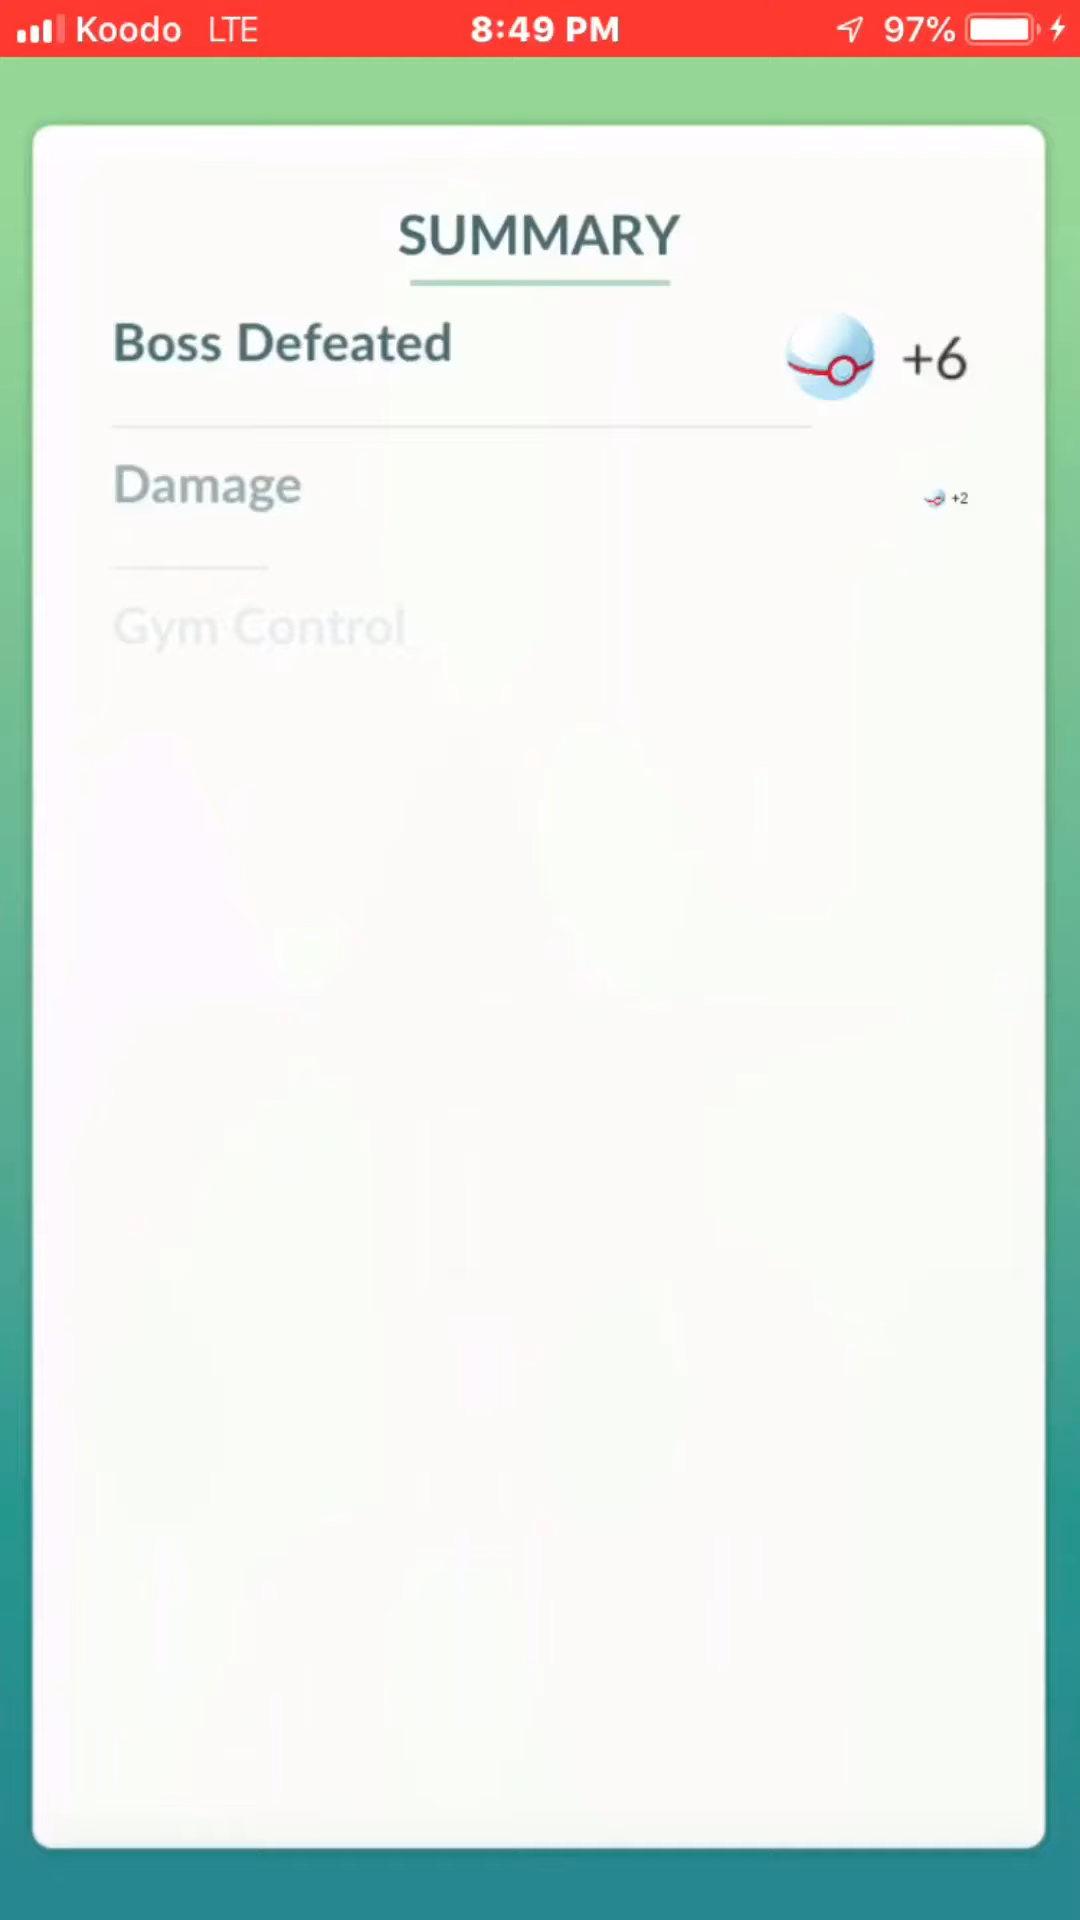 Koodo LTE 8:49 PM 97%
SUMMARY
Boss Defeated +6
Damage +2
Gym Control